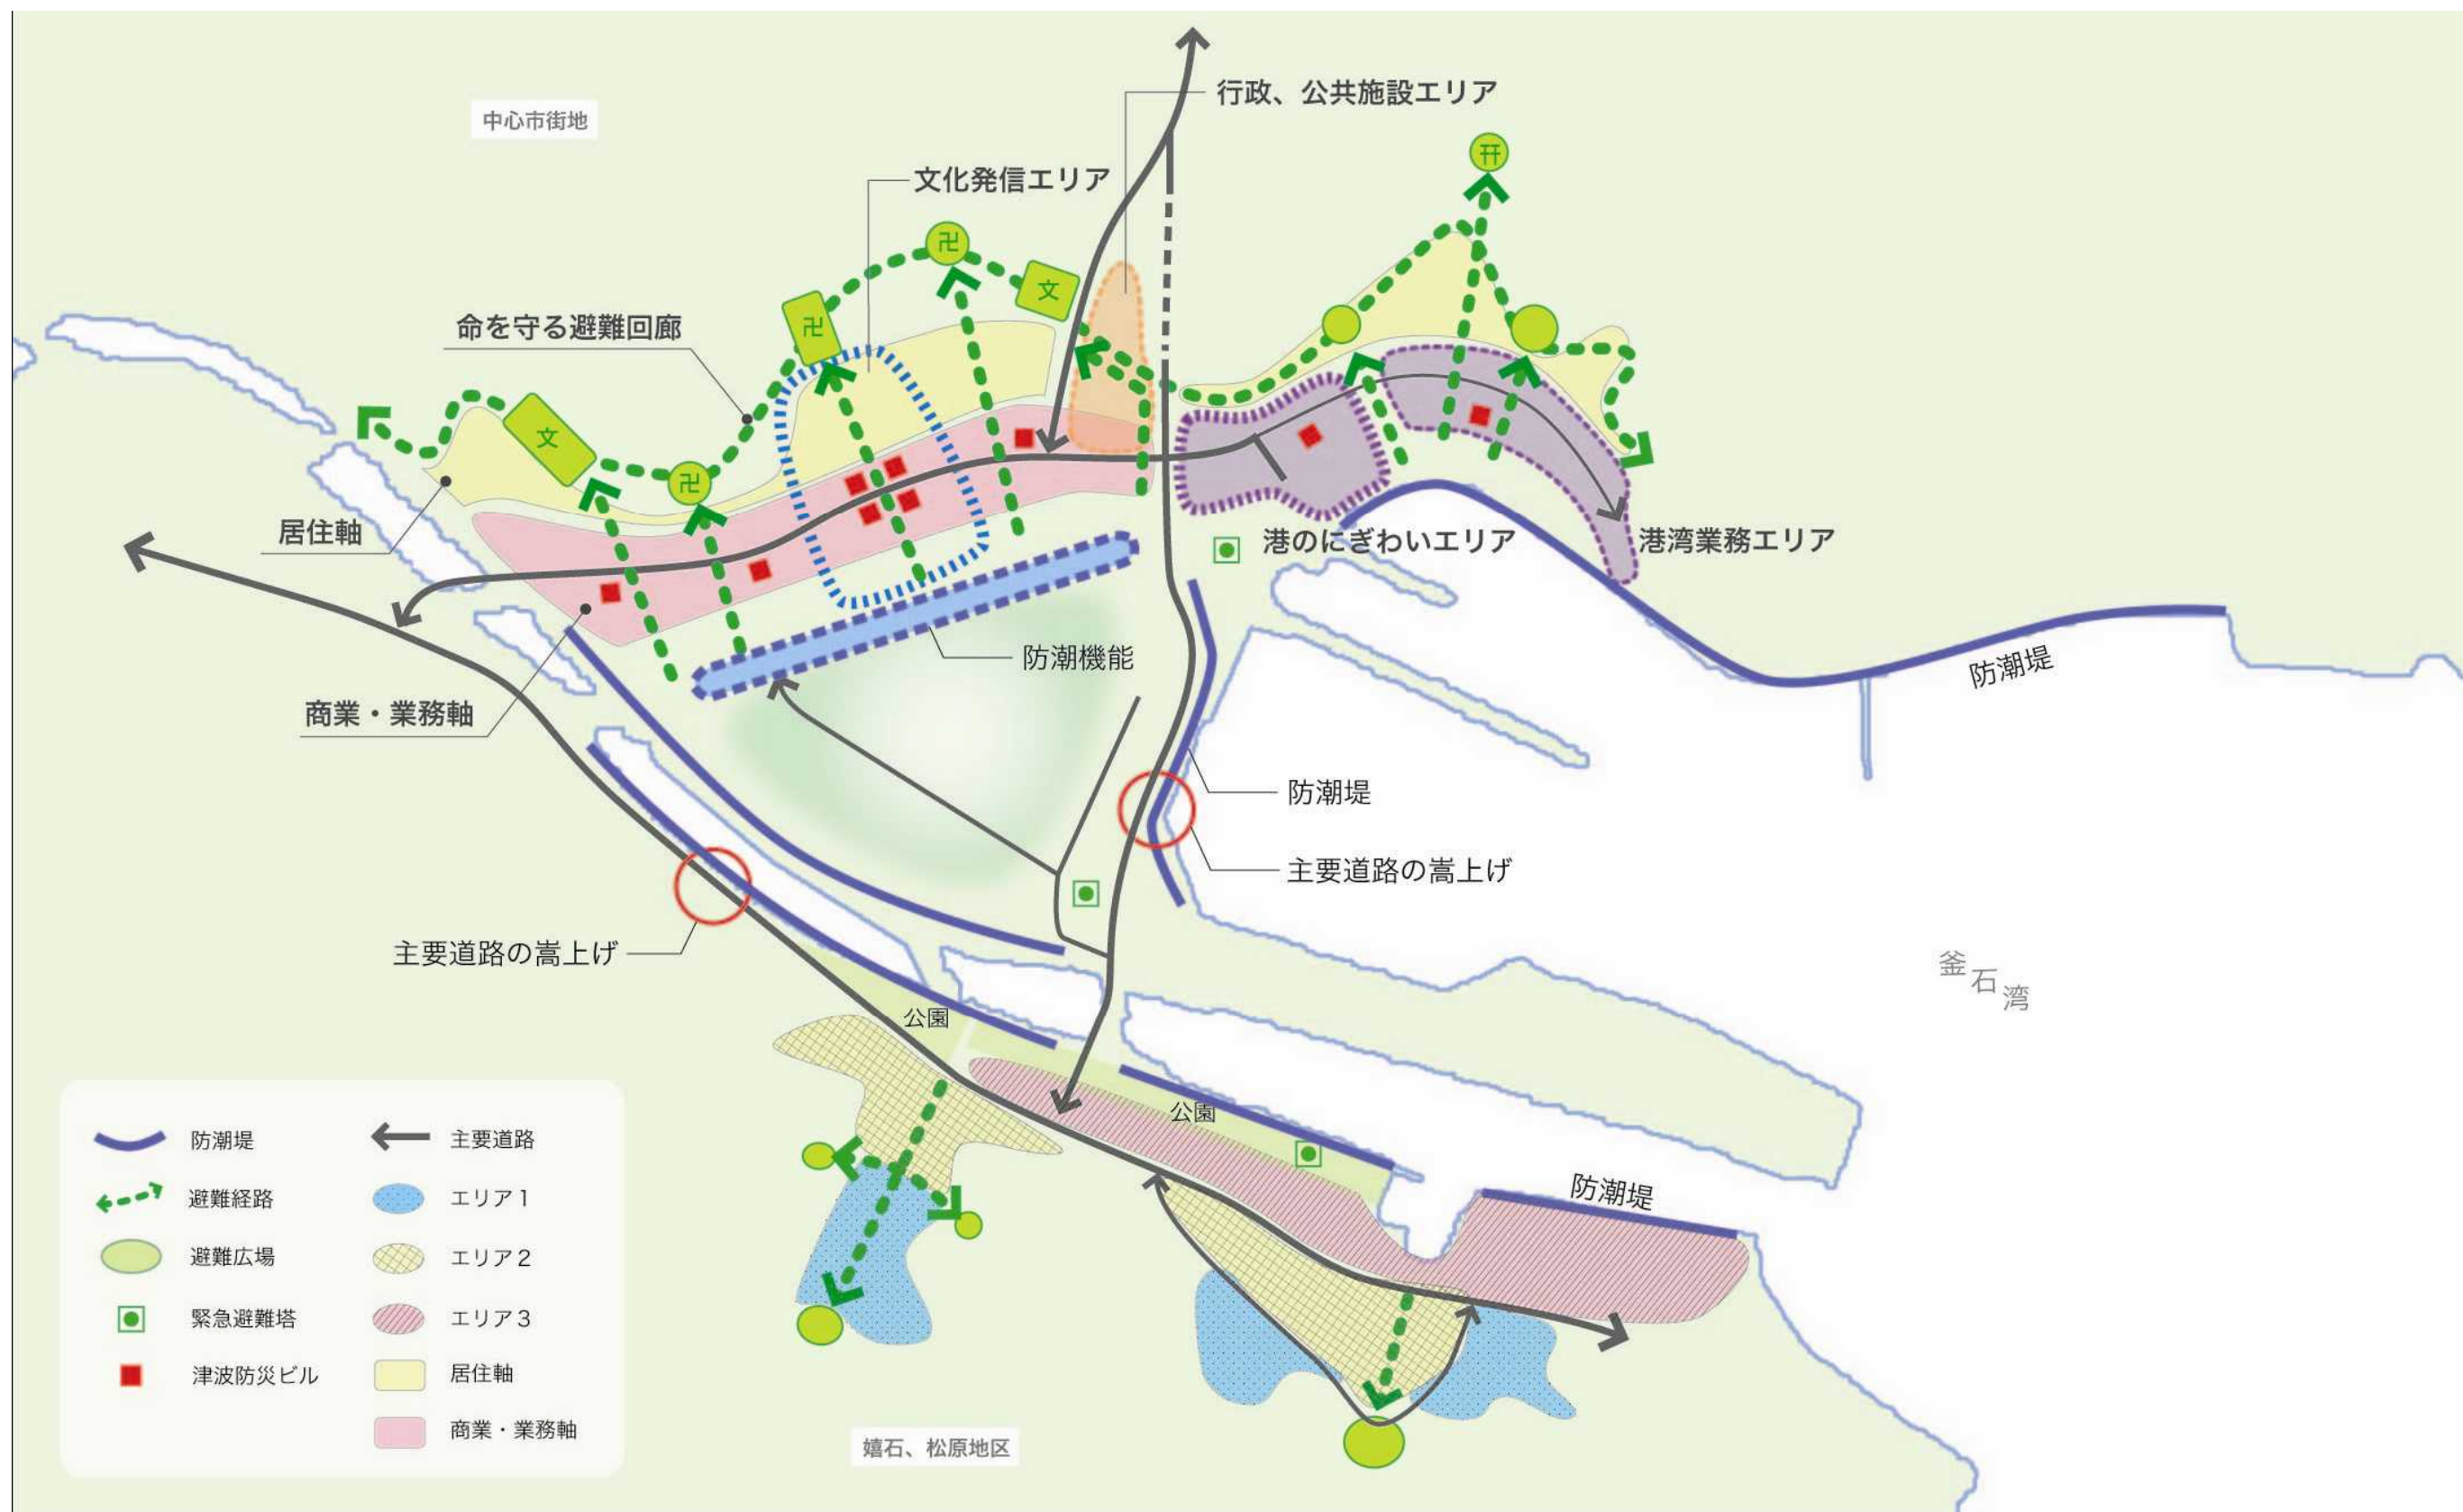 行政、公共施設エリア
中心市街地
文化発信エリア
开
卍
文
卍
命を守る避難回廊
文
卍
居住軸
港のにぎわいエリア
港湾業務エリア
防潮機能
防潮堤
商業・業務軸
防潮堤
主要道路の嵩上げ
主要道路の嵩上げ
釜石湾
公園
公園
防潮堤
防潮堤
主要道路
避難経路
エリア1
避難広場
エリア2
緊急避難塔
エリア3
津波防災ビル
居住軸
商業・業務軸
嬉石、松原地区